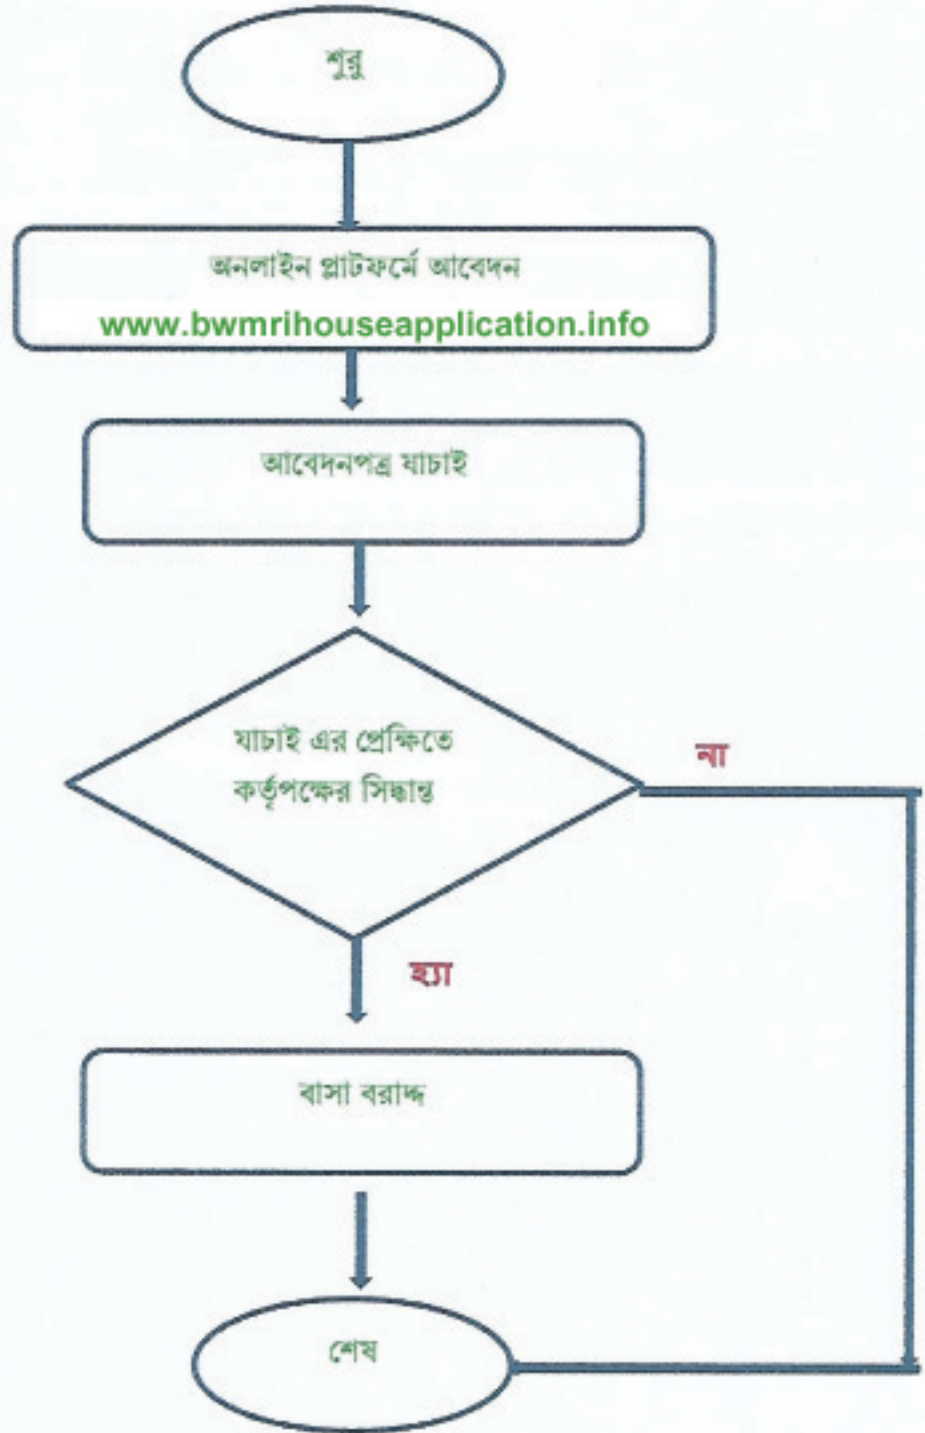 শুরু
অনলাইন প্লাটফর্মে আবেদন
www.bwmrihouseapplication.info
আবেদনপত্র যাচাই
যাচাই এর প্রেক্ষিতে
কর্তৃপক্ষের সিদ্ধান্ত
না
হ্যা
বাসা বরাদ্দ
শেষ